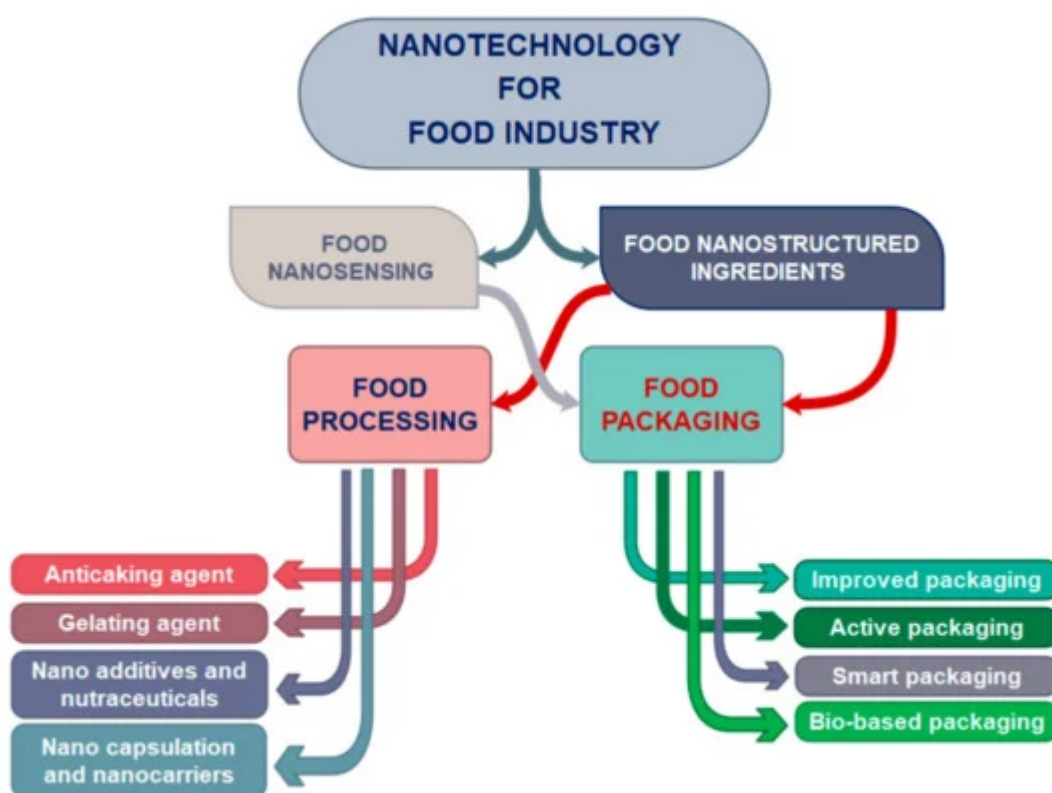 NANOTECHNOLOGY
FOR
FOOD INDUSTRY
FOOD
NANOSENSING
FOOD NANOSTRUCTURED
INGREDIENTS
FOOD
PROCESSING
FOOD
PACKAGING
Anticaking agent
Gelating agent
Nano additives and
nutraceuticals
Nano capsulation
and nanocarriers
Improved packaging
Active packaging
Smart packaging
Bio-based packaging